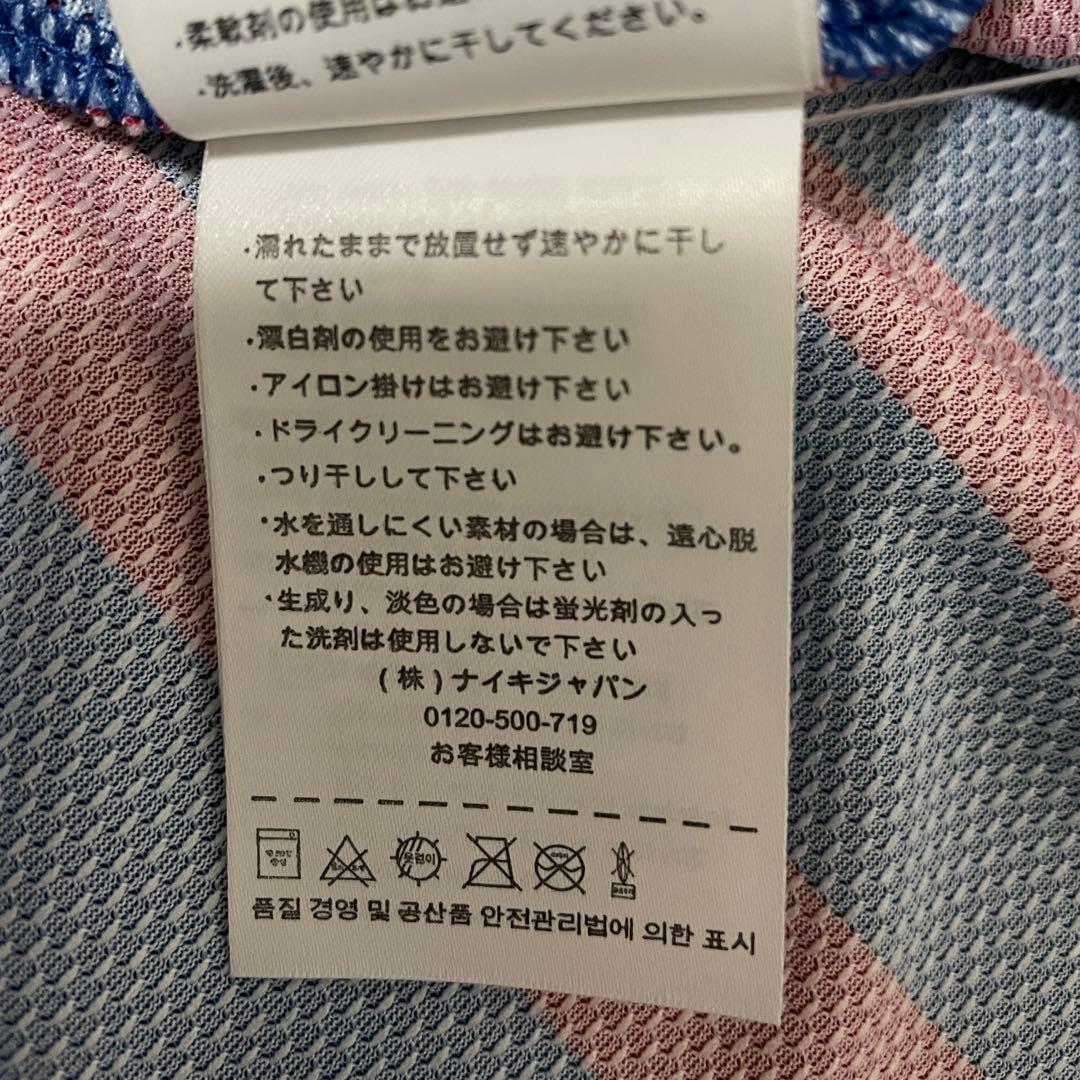 ・柔軟剤の使用はお避
・洗濯後、速やかに干してください。
・濡れたままで放置せず速やかに干し
て下さい
・漂白剤の使用をお避け下さい
・アイロン掛けはお避け下さい
・ドライクリーニングはお避け下さい。
・つり干しして下さい
・水を通しにくい素材の場合は、遠心脱
水機の使用はお避け下さい
・生成り、淡色の場合は蛍光剤の入っ
た洗剤は使用しないで下さい
(株)ナイキジャパン
0120-500-719
お客様相談室
옷걸이
품질 경영 및 공산품 안전관리법에 의한 표시